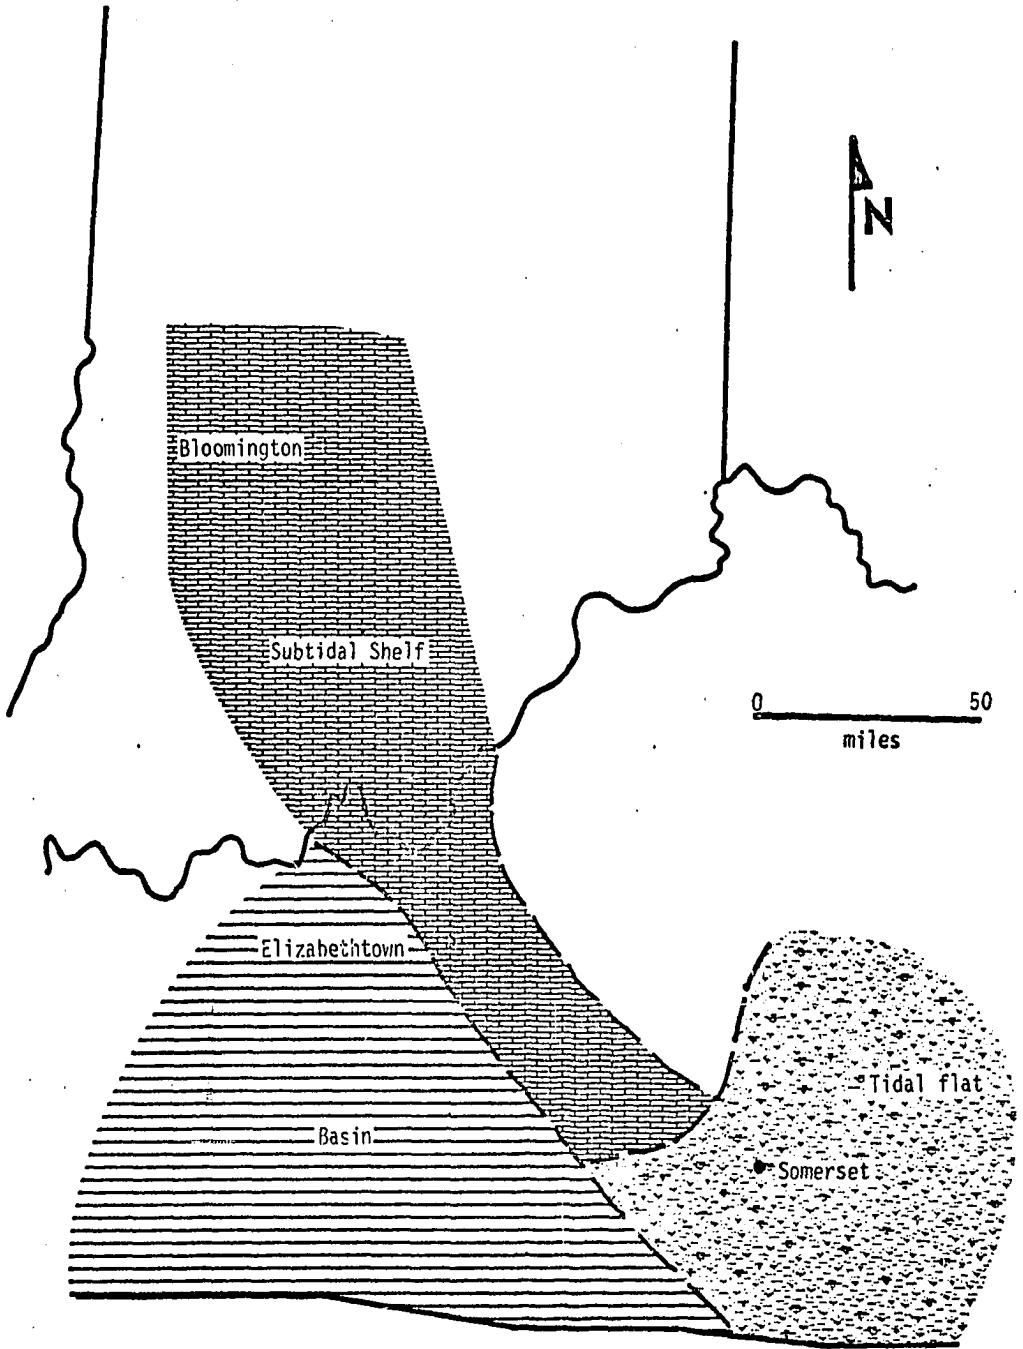 N
Bloomington
Subtidal Shelf
0 50
miles
Elizabethtown
Tidal flat
Basin
Somerset